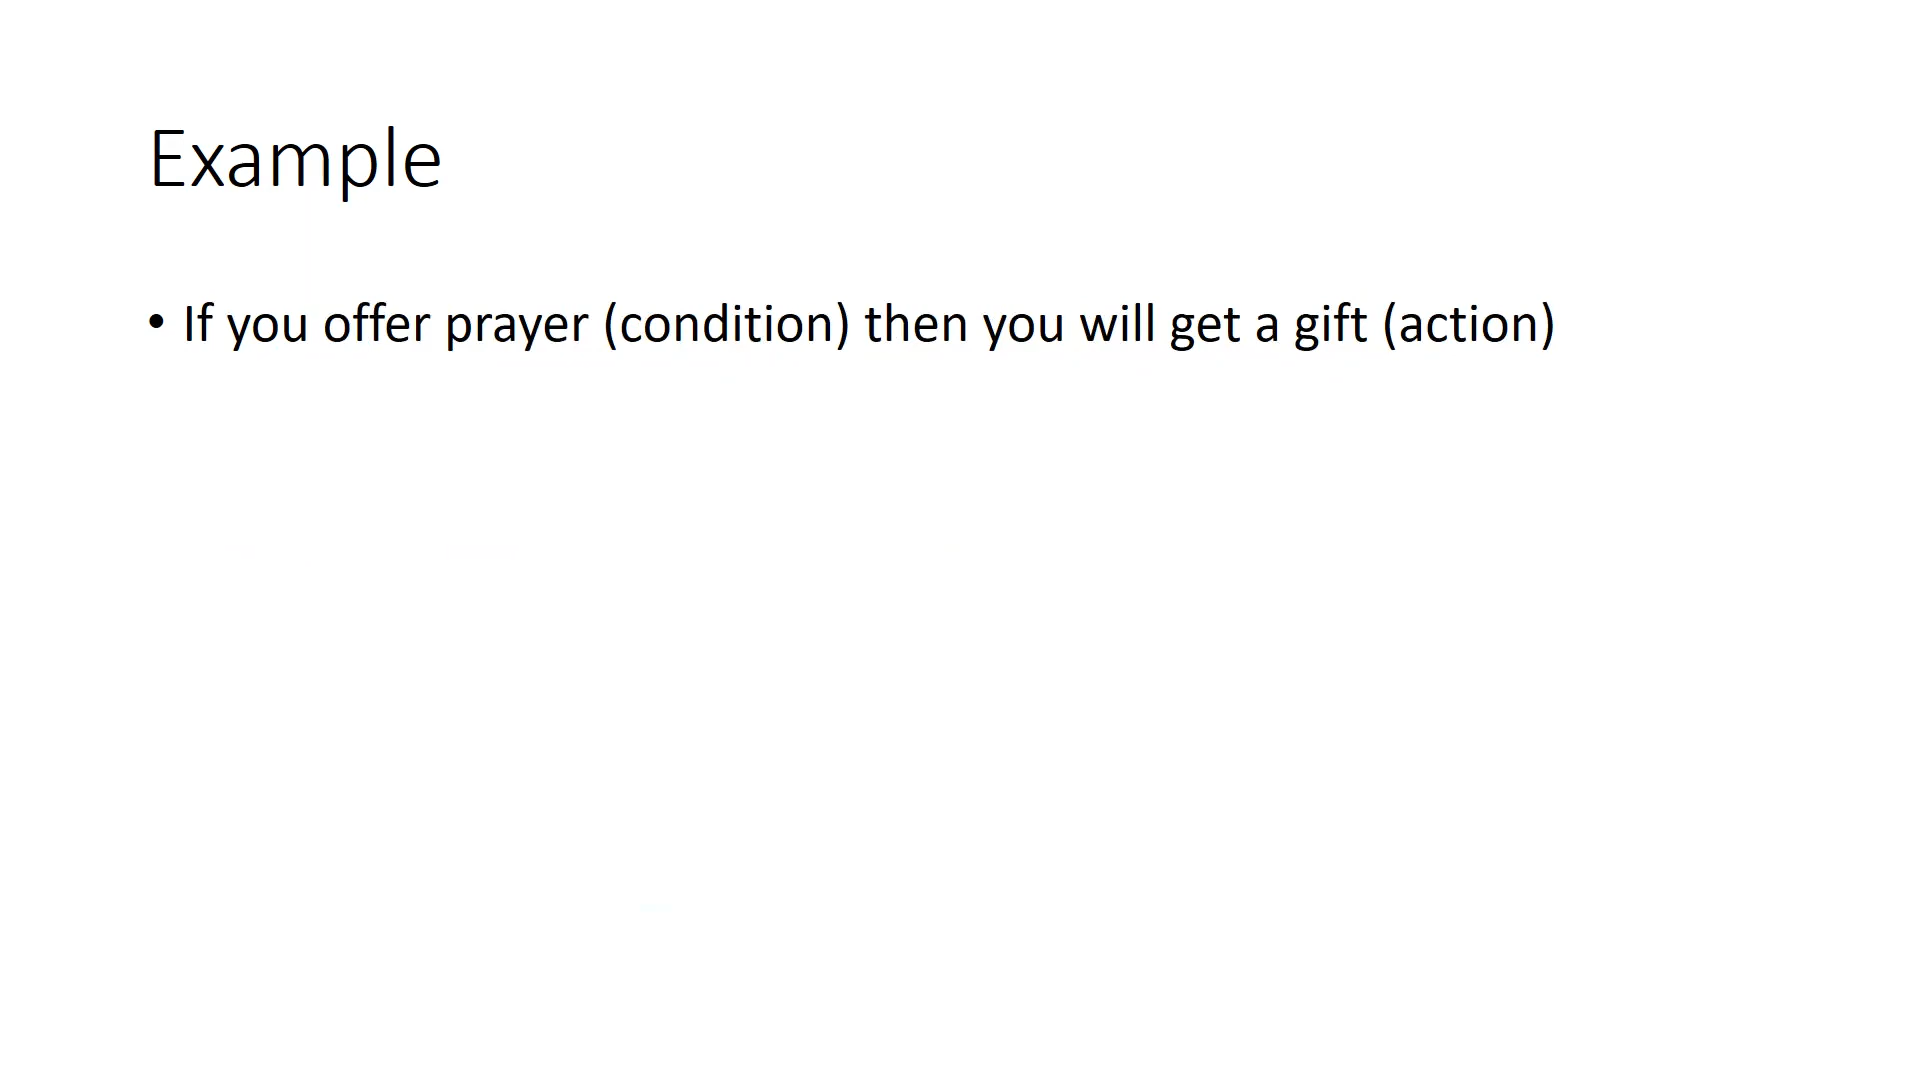 Example
• If you offer prayer (condition) then you will get a gift (action)